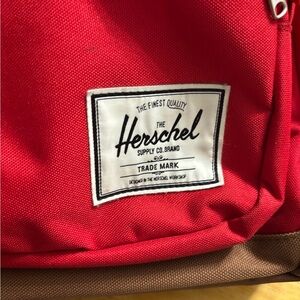 THE FINEST QUALITY
THE
Herschel
SUPPLY CO. BRAND
TRADE MARK
DESIGNED IN THE HERSCHEL WORKSHOP